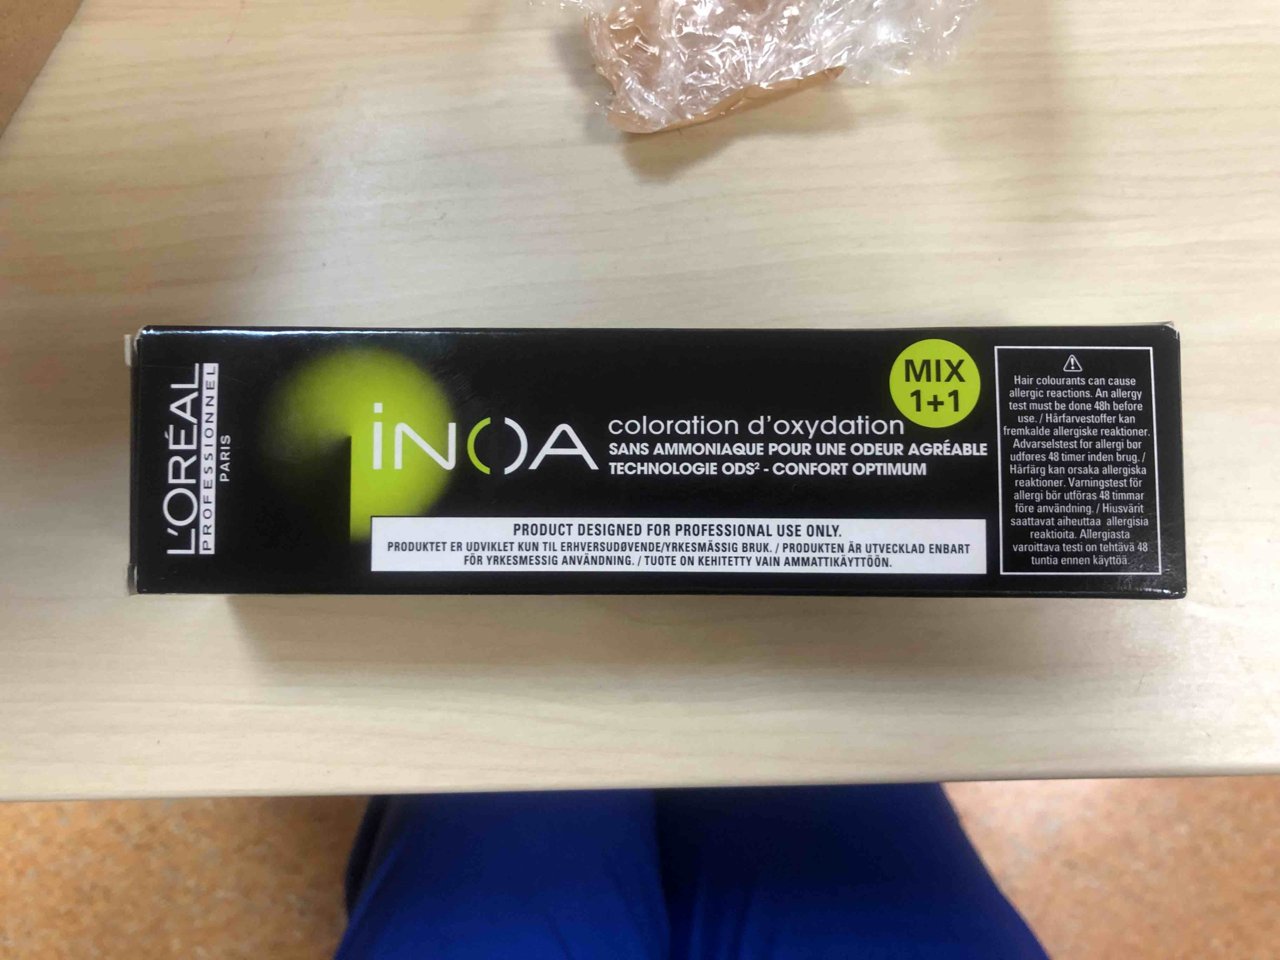 L'ORÉAL
PROFESSIONNEL
PARIS
iNOA
coloration d'oxydation
SANS AMMONIAQUE POUR UNE ODEUR AGRÉABLE
TECHNOLOGIE ODS² - CONFORT OPTIMUM
MIX
1+1
PRODUCT DESIGNED FOR PROFESSIONAL USE ONLY.
PRODUKTET ER UDVIKLET KUN TIL ERHVERSUDØVENDE/YRKESMÄSSIG BRUK. / PRODUKTEN ÄR UTVECKLAD ENBART
FÖR YRKESMESSIG ANVÄNDNING. / TUOTE ON KEHITETTY VAIN AMMATTIKÄYTTÖÖN.
Hair colourants can cause
allergic reactions. An allergy
test must be done 48h before
use. / Hårfarvestoffer kan
fremkalde allergiske reaktioner.
Advarselstest for allergi bør
udføres 48 timer inden brug. /
Hårfärg kan orsaka allergiska
reaktioner. Varningstest för
allergi bör utföras 48 timmar
före användning. / Hiusvärit
saattavat aiheuttaa allergisia
reaktioita. Allergiasta
varoittava testi on tehtävä 48
tuntia ennen käyttöä.